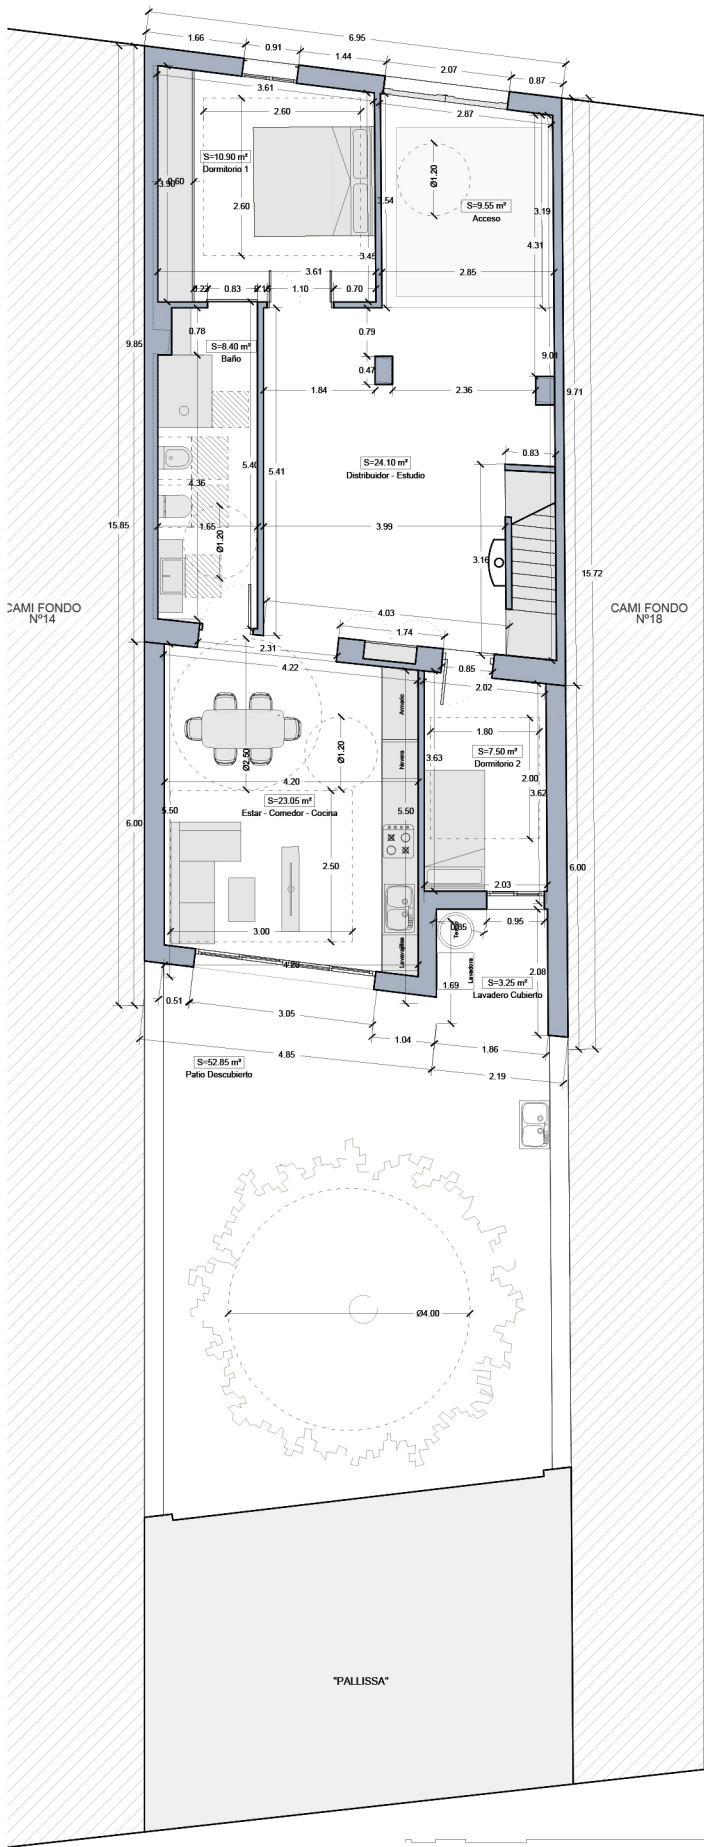 6.95
1.66
0.91
1.44
2.07
0.87
3.61
2.87
2.60
S=10.90 m²
Dormitorio 1
Ø1.20
3.90
0.60
3.54
S=9.55 m²
Acceso
3.19
2.60
4.31
3.45
3.61
2.85
0.83
1.10
0.70
0.78
0.79
9.85
S=8.40 m²
Baño
9.01
0.47
1.84
2.36
9.71
0.83
S=24.10 m²
Distribuidor - Estudio
5.40
5.41
4.36
15.85
1.65
3.99
Ø1.20
3.16
15.72
CAMI FONDO
Nº14
CAMI FONDO
Nº18
4.03
1.74
2.31
4.22
0.85
2.02
Armario
Ø2.50
Ø1.20
1.80
S=7.50 m²
Dormitorio 2
Nevera
3.63
2.00
4.20
3.62
S=23.05 m²
Estar - Comedor - Cocina
5.50
5.50
6.00
2.50
6.00
2.03
3.00
0.95
0.85
Lavavajillas
Lavadora
4.20
2.08
1.69
S=3.25 m²
Lavadero Cubierto
0.51
3.05
1.04
1.86
4.85
2.19
S=52.85 m²
Patio Descubierto
Ø4.00
"PALLISSA"